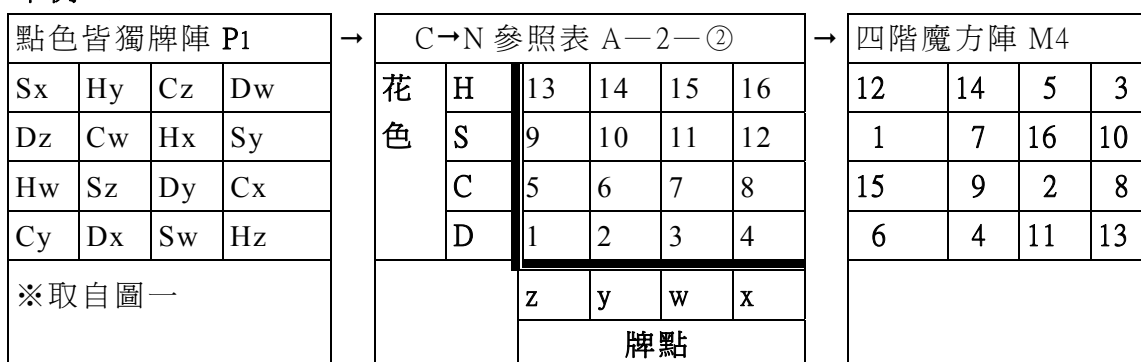 點色皆獨牌陣 P1 → C→N 參照表 A—2—② → 四階魔方陣 M4
Sx Hy Cz Dw 花 H 13 14 15 16 12 14 5 3
Dz Cw Hx Sy 色 S 9 10 11 12 1 7 16 10
Hw Sz Dy Cx C 5 6 7 8 15 9 2 8
Cy Dx Sw Hz D 1 2 3 4 6 4 11 13
※取自圖一 z y w x
牌點